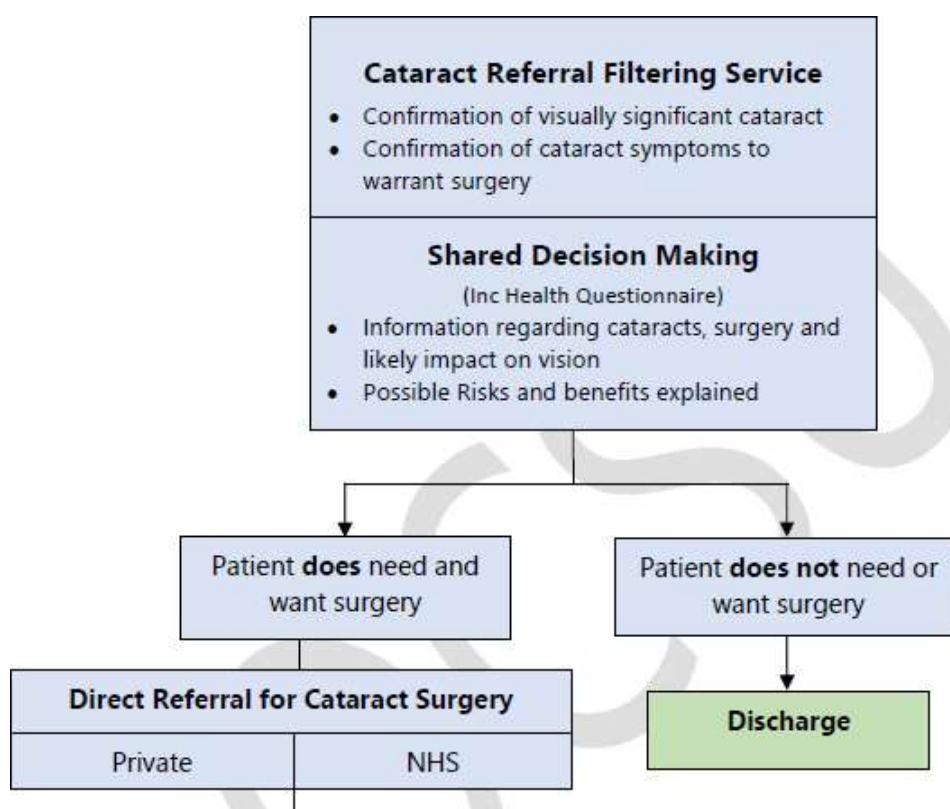 Cataract Referral Filtering Service
• Confirmation of visually significant cataract
• Confirmation of cataract symptoms to
warrant surgery
Shared Decision Making
(Inc Health Questionnaire)
• Information regarding cataracts, surgery and
likely impact on vision
• Possible Risks and benefits explained
Patient does need and
want surgery
Patient does not need or
want surgery
Direct Referral for Cataract Surgery
Private
NHS
Discharge